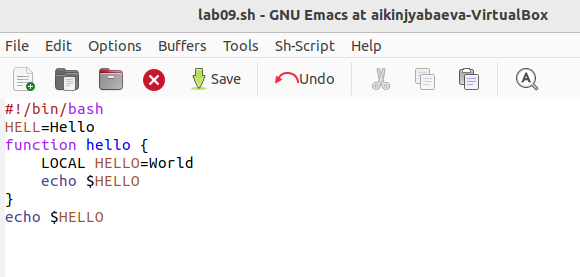 lab09.sh - GNU Emacs at aikinjyabaeva-VirtualBox
File Edit Options Buffers Tools Sh-Script Help
Save Undo
#!/bin/bash
HELL=Hello
function hello {
    LOCAL HELLO=World
    echo $HELLO
}
echo $HELLO